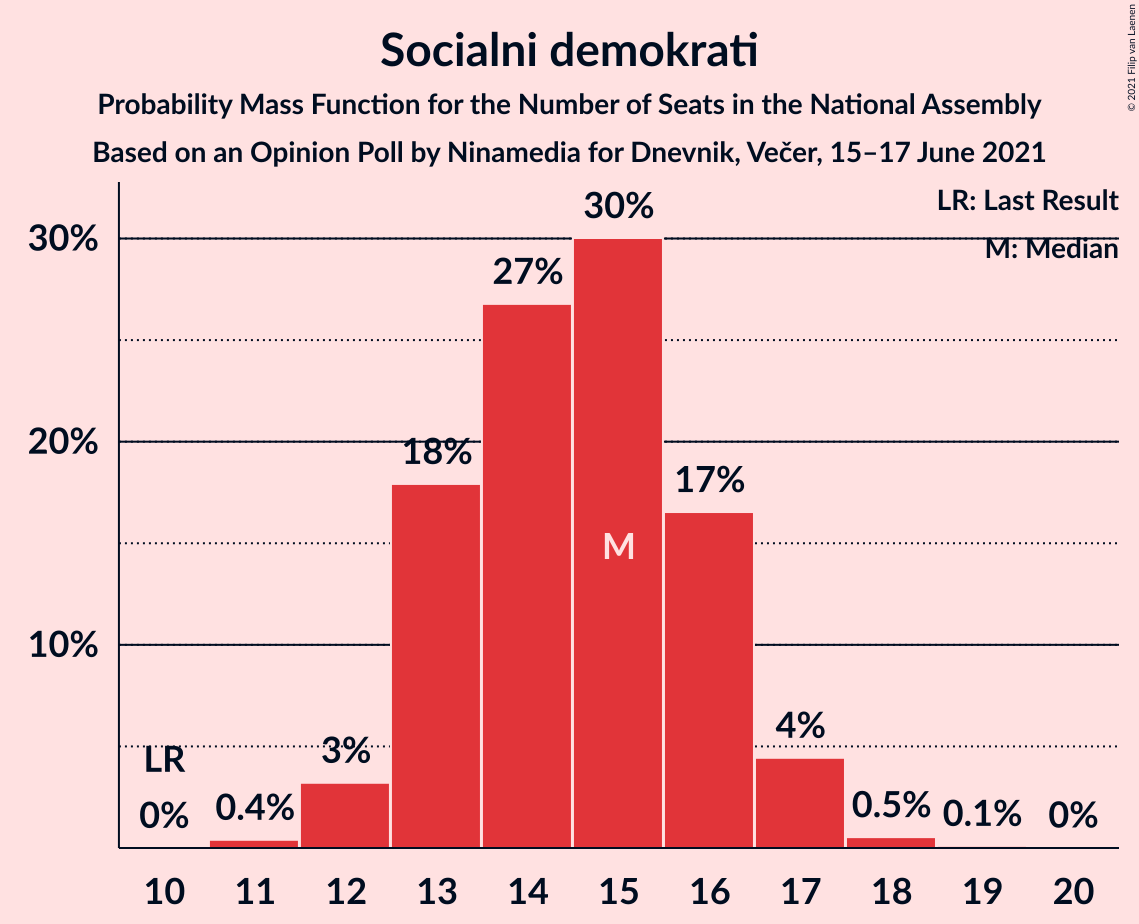 Socialni demokrati
Probability Mass Function for the Number of Seats in the National Assembly
Based on an Opinion Poll by Ninamedia for Dnevnik, Večer, 15–17 June 2021
© 2021 Filip van Laenen
LR: Last Result
M: Median
30%
20%
10%
LR
0%
0.4%
3%
18%
27%
30%
M
17%
4%
0.5%
0.1%
0%
10 11 12 13 14 15 16 17 18 19 20